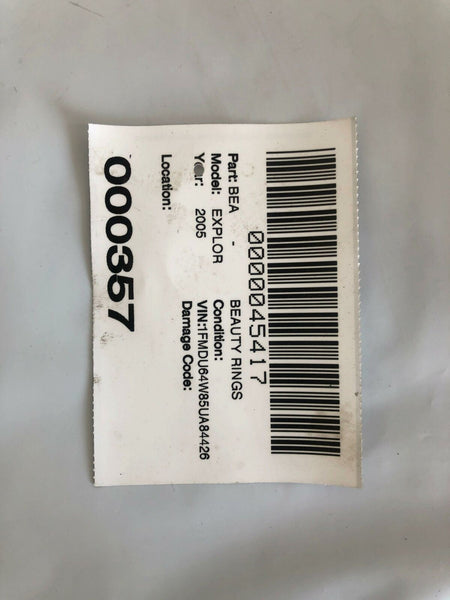 0000045417
Part: BEA - BEAUTY RINGS
Model: EXPLOR Condition:
Year: 2005 VIN:1FMDU64W85UA84426
Damage Code:
Location:
000357